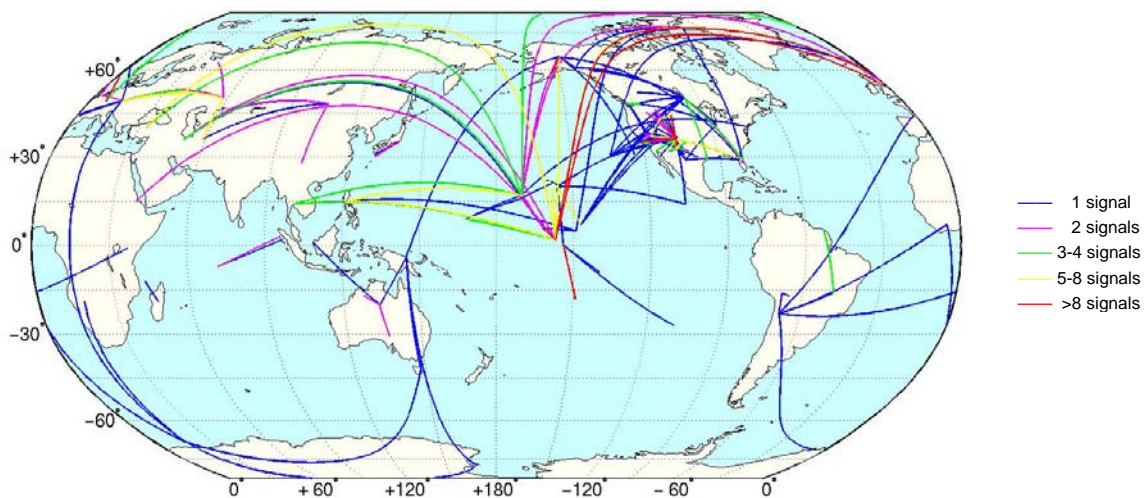 +60°
+30°
0°
−30°
−60°
0° +60° +120° +180° −120° −60° 0°
1 signal
2 signals
3-4 signals
5-8 signals
>8 signals